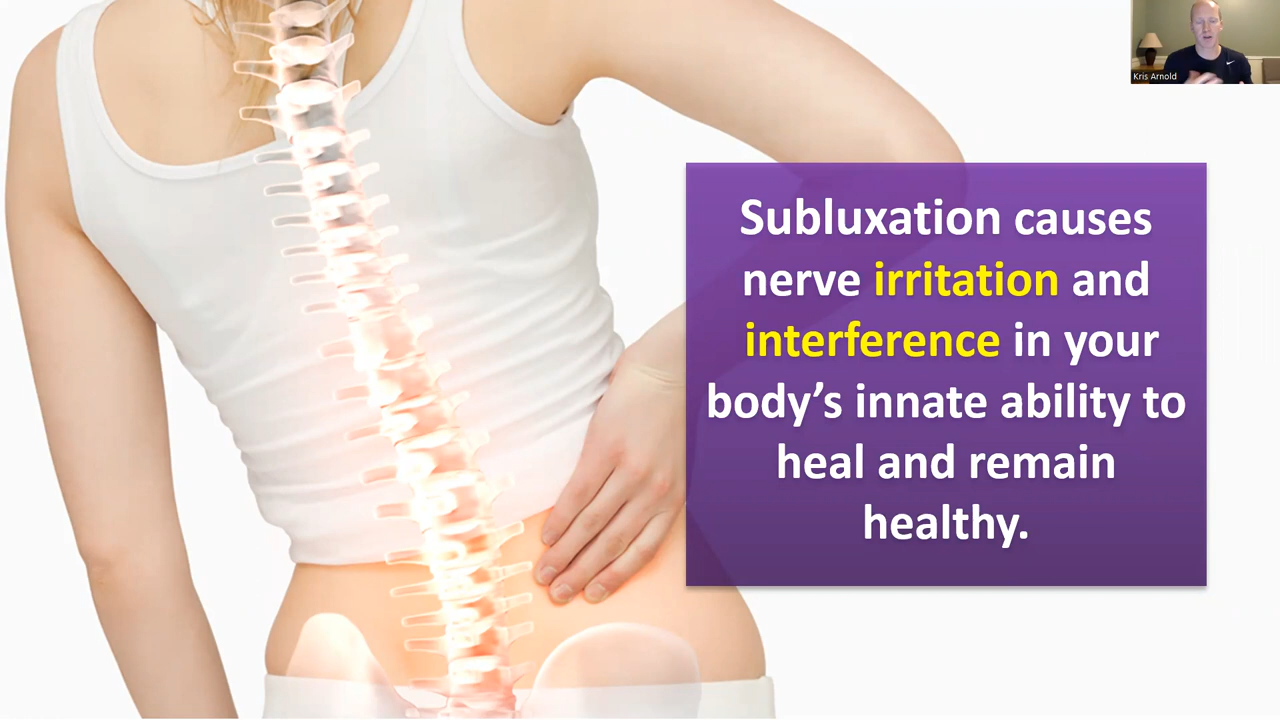 Kris Arnold
Subluxation causes
nerve irritation and
interference in your
body’s innate ability to
heal and remain
healthy.